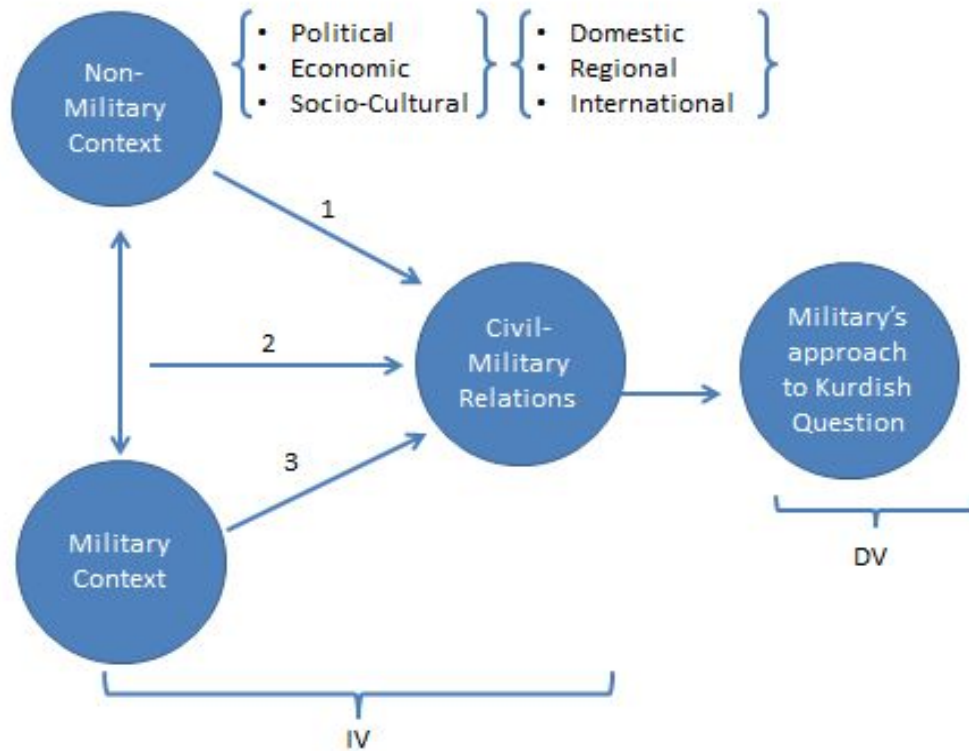 Non-
Military
Context
• Political
• Economic
• Socio-Cultural
• Domestic
• Regional
• International
1
2
3
Civil-
Military
Relations
Military's
approach
to Kurdish
Question
Military
Context
DV
IV